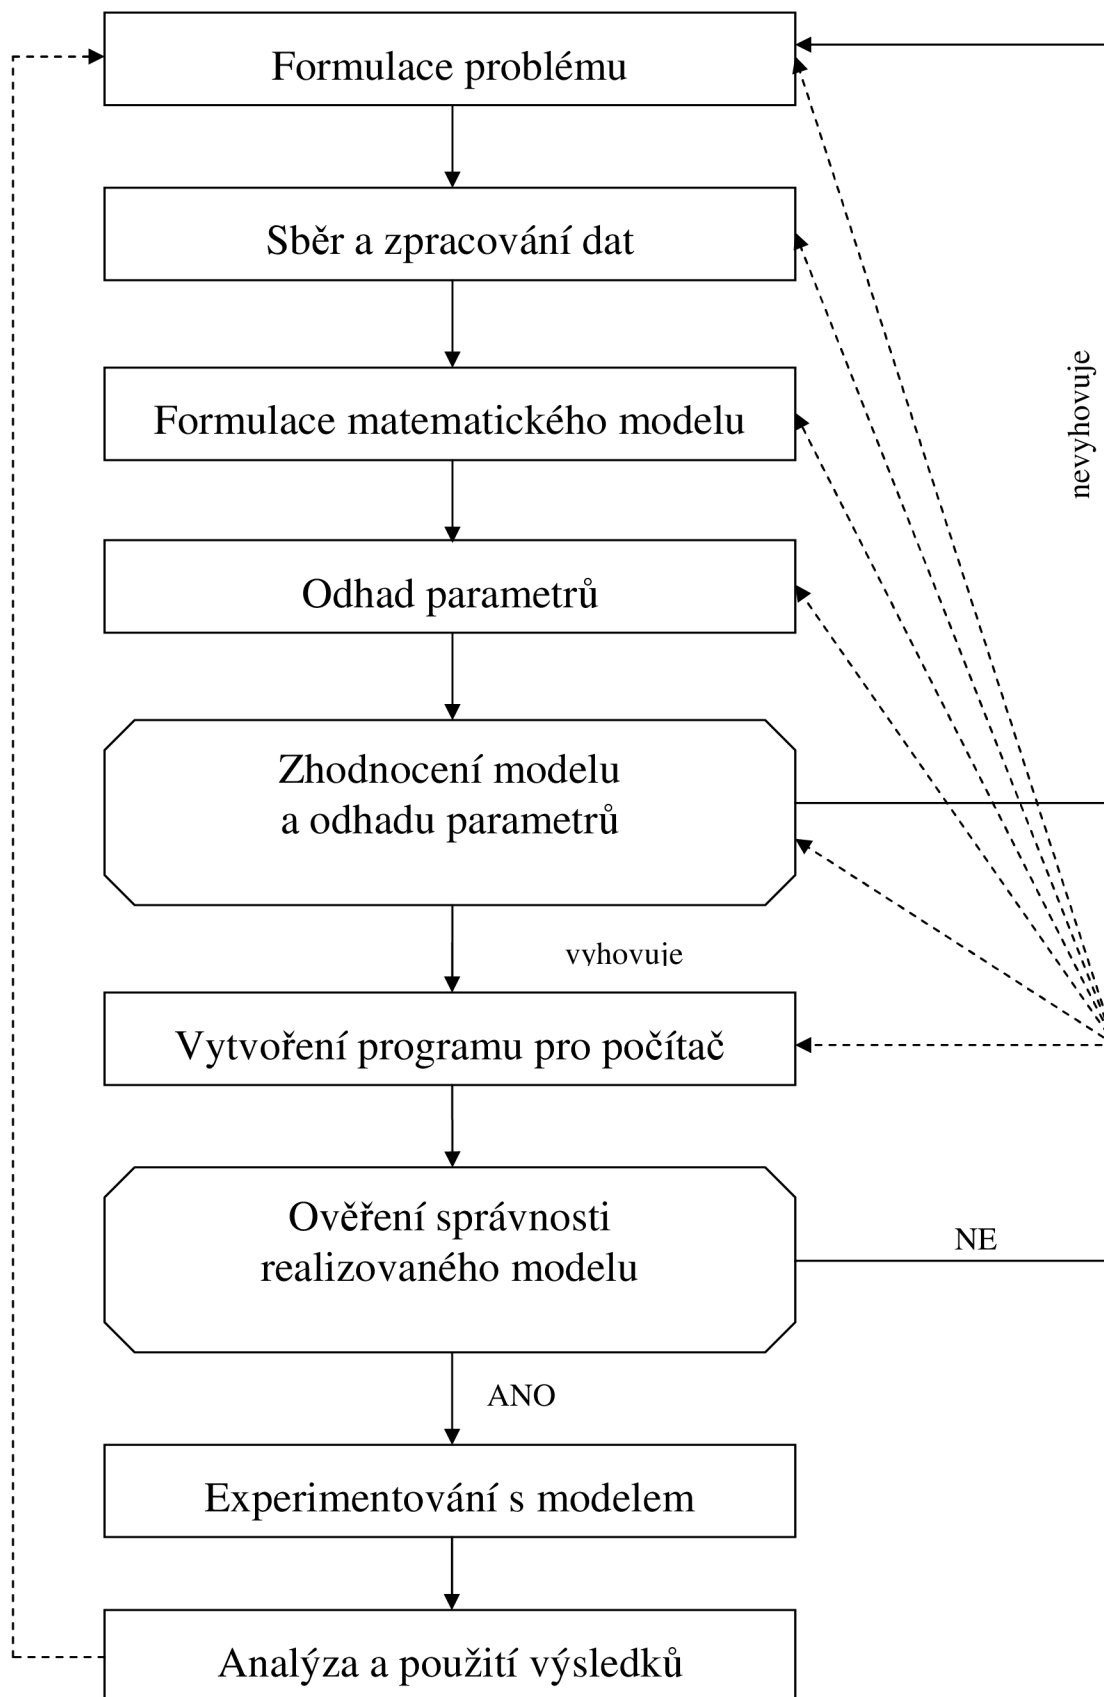 Formulace problému
Sběr a zpracování dat
nevyhovuje
Formulace matematického modelu
Odhad parametrů
Zhodnocení modelu
a odhadu parametrů
vyhovuje
Vytvoření programu pro počítač
Ověření správnosti
realizovaného modelu
NE
ANO
Experimentování s modelem
Analýza a použití výsledků